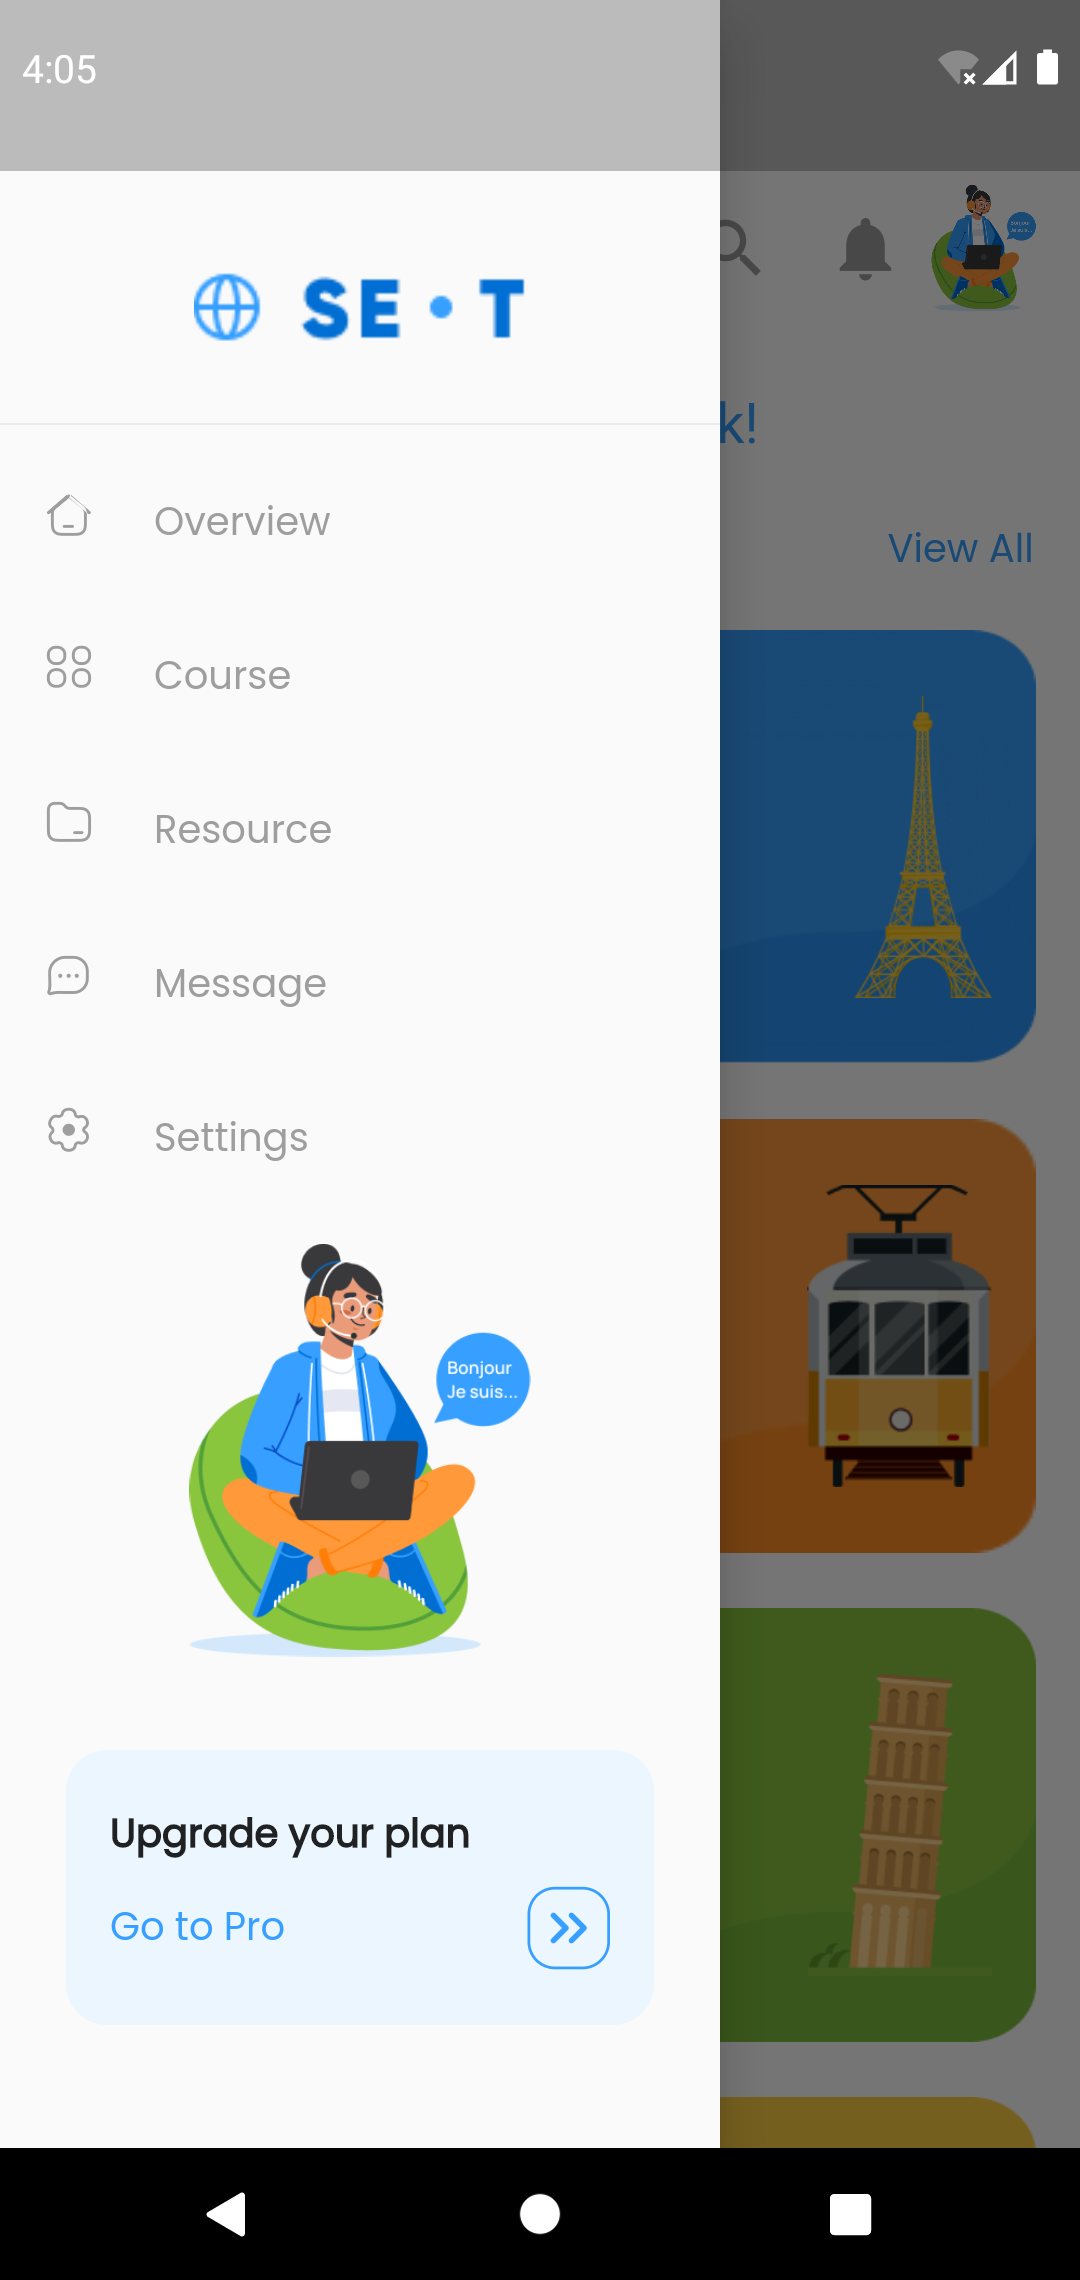 4:05
SE • T
k!
View All
Overview
Course
Resource
Message
Settings
Bonjour
Je suis...
Upgrade your plan
Go to Pro